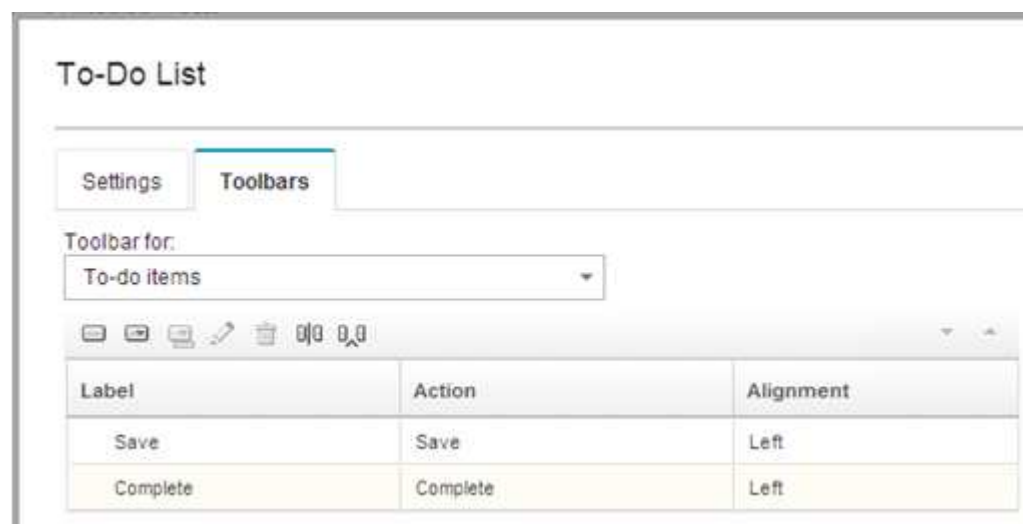 To-Do List
Settings Toolbars
Toolbar for:
To-do items
Label Action Alignment
Save Save Left
Complete Complete Left